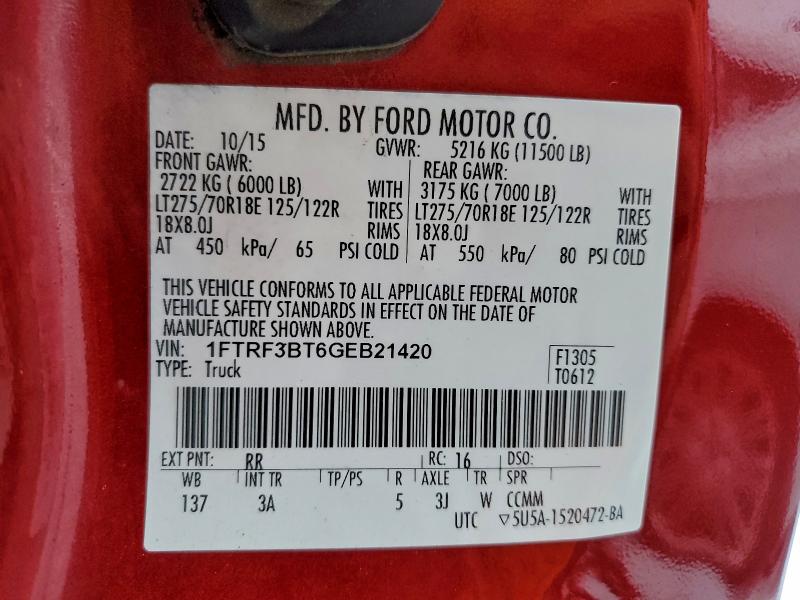 MFD. BY FORD MOTOR CO.
DATE: 10/15 GVWR: 5216 KG (11500 LB)
FRONT GAWR: REAR GAWR:
2722 KG ( 6000 LB) WITH 3175 KG ( 7000 LB) WITH
LT275/70R18E 125/122R TIRES LT275/70R18E 125/122R TIRES
18X8.0J RIMS 18X8.0J RIMS
AT 450 kPa/ 65 PSI COLD AT 550 kPa/ 80 PSI COLD
THIS VEHICLE CONFORMS TO ALL APPLICABLE FEDERAL MOTOR
VEHICLE SAFETY STANDARDS IN EFFECT ON THE DATE OF
MANUFACTURE SHOWN ABOVE.
VIN: 1FTRF3BT6GEB21420 F1305
TYPE: Truck T0612
EXT PNT: RR RC: 16 DSO:
WB INT TR TP/PS R AXLE TR SPR
137 3A 5 3J W CCMM
UTC ▽5U5A-1520472-BA